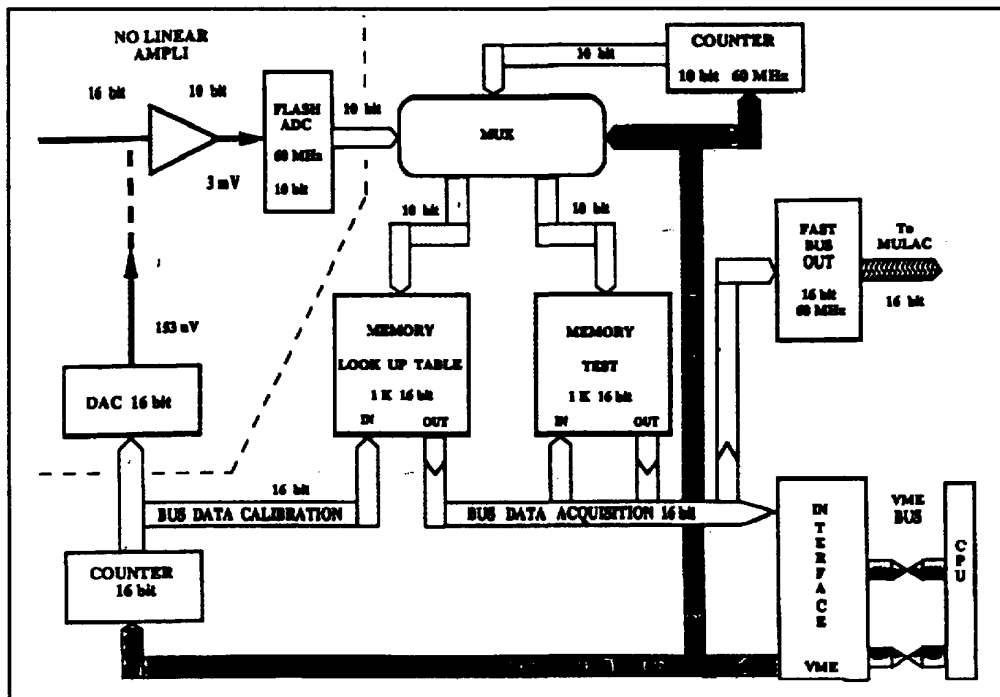 NO LINEAR
AMPLI
16 bit
10 bit
3 mV
FLASH
ADC
60 MHz
10 bit
10 bit
MUX
10 bit
COUNTER
10 bit 60 MHz
10 bit
10 bit
FAST
BUS
OUT
16 bit
60 MHz
To
MULAC
16 bit
153 nV
DAC 16 bit
MEMORY
LOOK UP TABLE
1 K 16 bit
IN
OUT
MEMORY
TEST
1 K 16 bit
IN
OUT
16 bit
BUS DATA CALIBRATION
BUS DATA ACQUISITION 16 bit
COUNTER
16 bit
INTERFACE
VME
VME
BUS
CPU